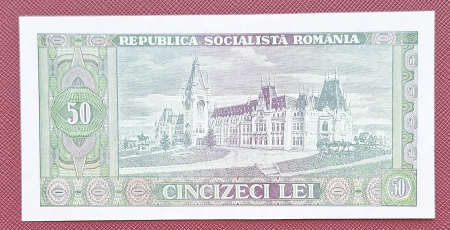 REPUBLICA SOCIALISTĂ ROMÂNIA
50
CINCIZECI LEI
50